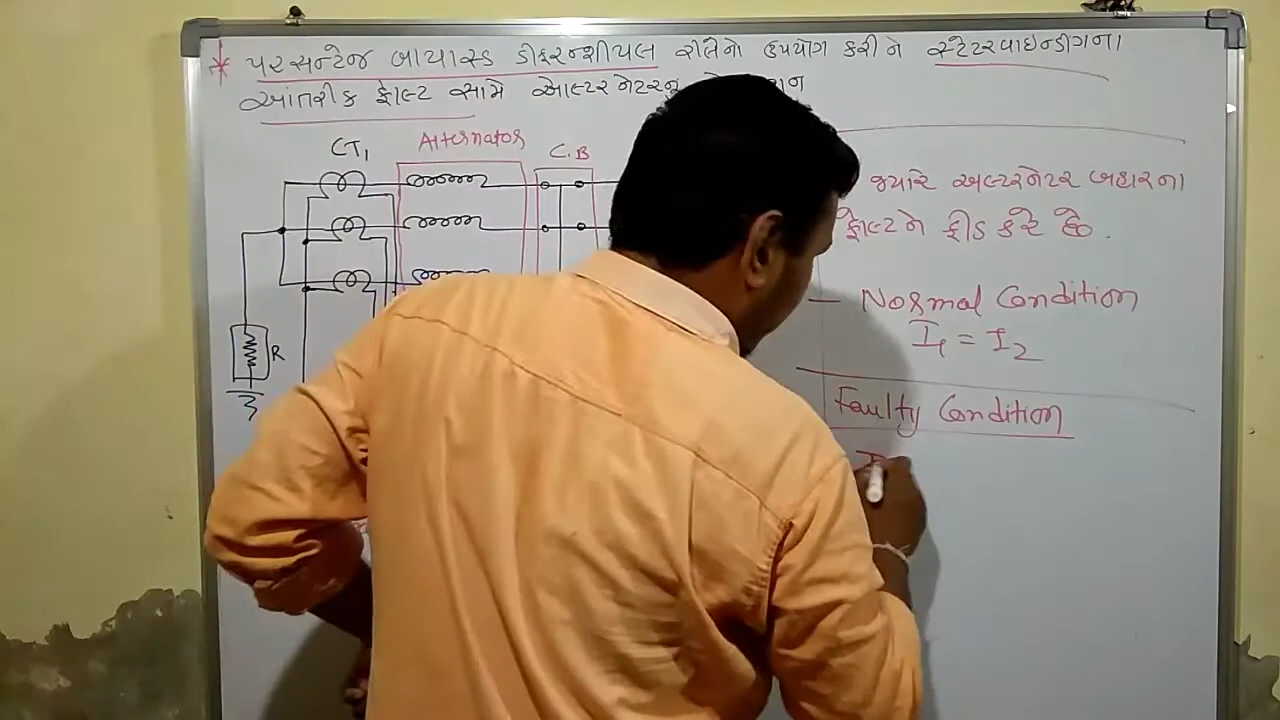 * પરસન્ટેજ બાયાસ્ડ ડીફરન્શીયલ રીતનો ઉપયોગ કરીને સ્ટેટરવાઇન્ડીંગના
આંતરીક ફોલ્ટ સામે ઓલ્ટરનેટરનુ
CT₁ Alternator C.B
જ્યારે અલ્ટરનેટર બહારના
ફોલ્ટને ફીડ કરે છે.
R
– Normal Condition
I₁ = I₂
Faulty Condition
I